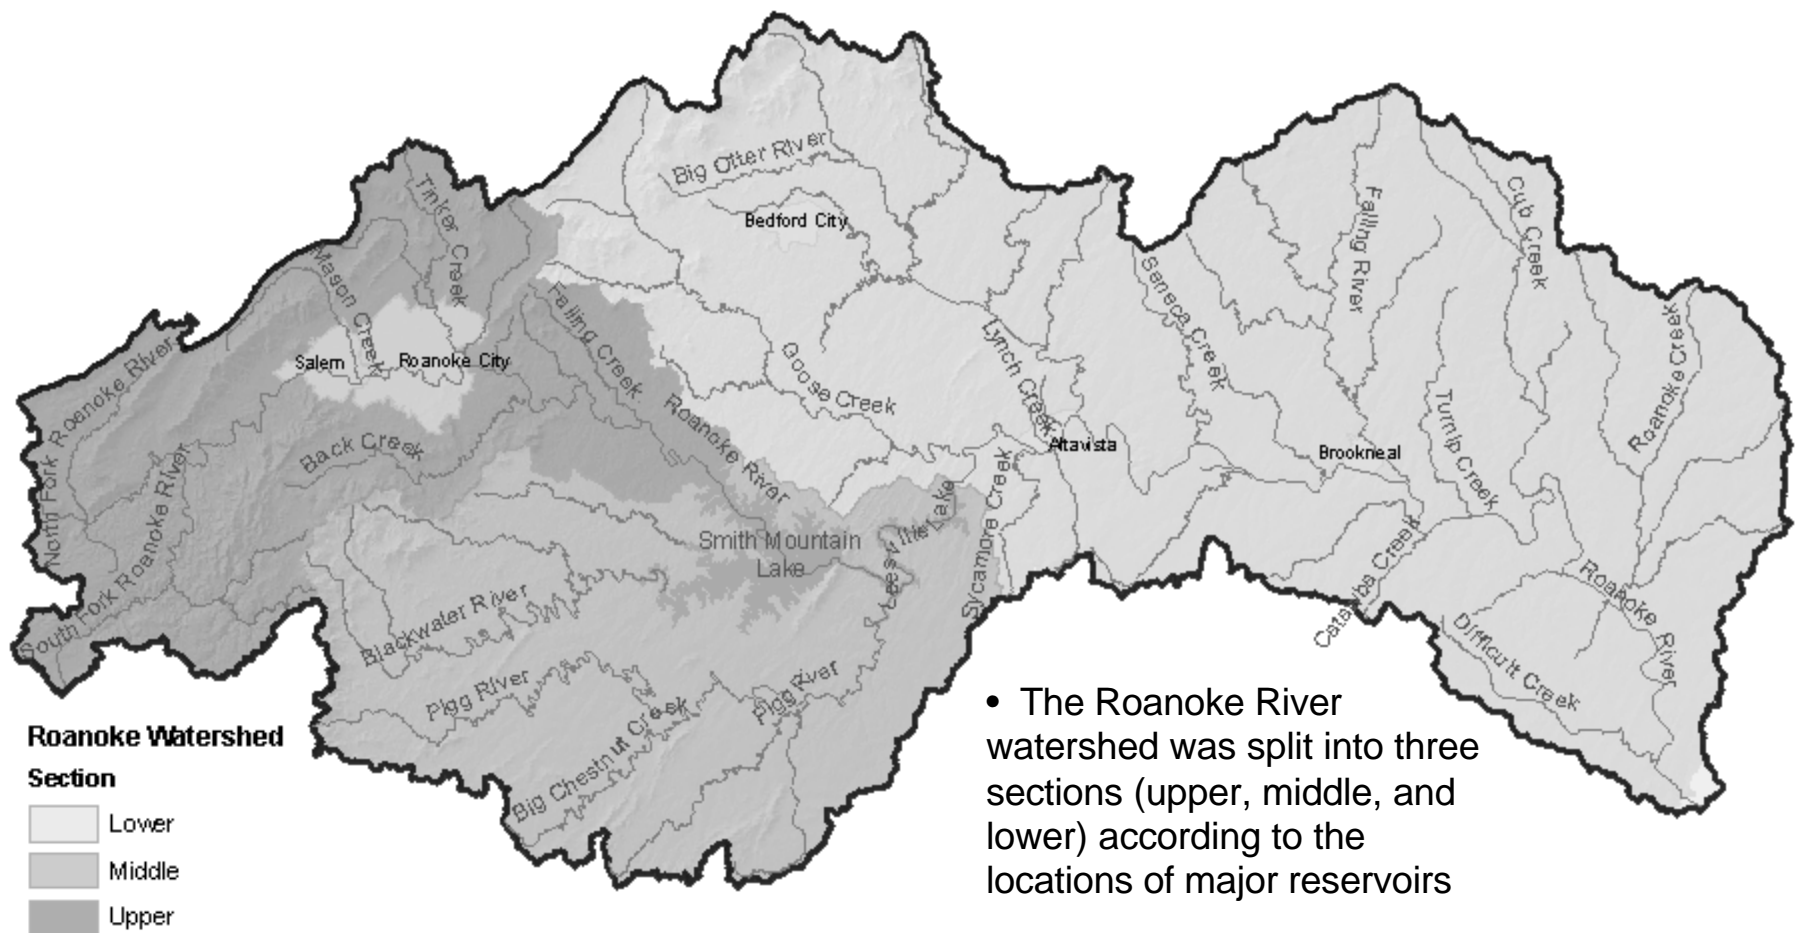 Big Otter River
Bedford City
Tinker Creek
Mason Creek
Falling River
Cub Creek
Seneca Creek
Falling Creek
North Fork Roanoke River
Salem
Roanoke City
Lynch Creek
Goose Creek
Roanoke Creek
Turnip Creek
Roanoke River
Back Creek
Altavista
Brookneal
South Fork Roanoke River
Smith Mountain
Lake
Leesville Lake
Sycamore Creek
Catawba Creek
Roanoke River
Difficult Creek
Blackwater River
Pigg River
Pigg River
Big Chestnut Creek
Roanoke Watershed
Section
Lower
Middle
Upper
• The Roanoke River
watershed was split into three
sections (upper, middle, and
lower) according to the
locations of major reservoirs